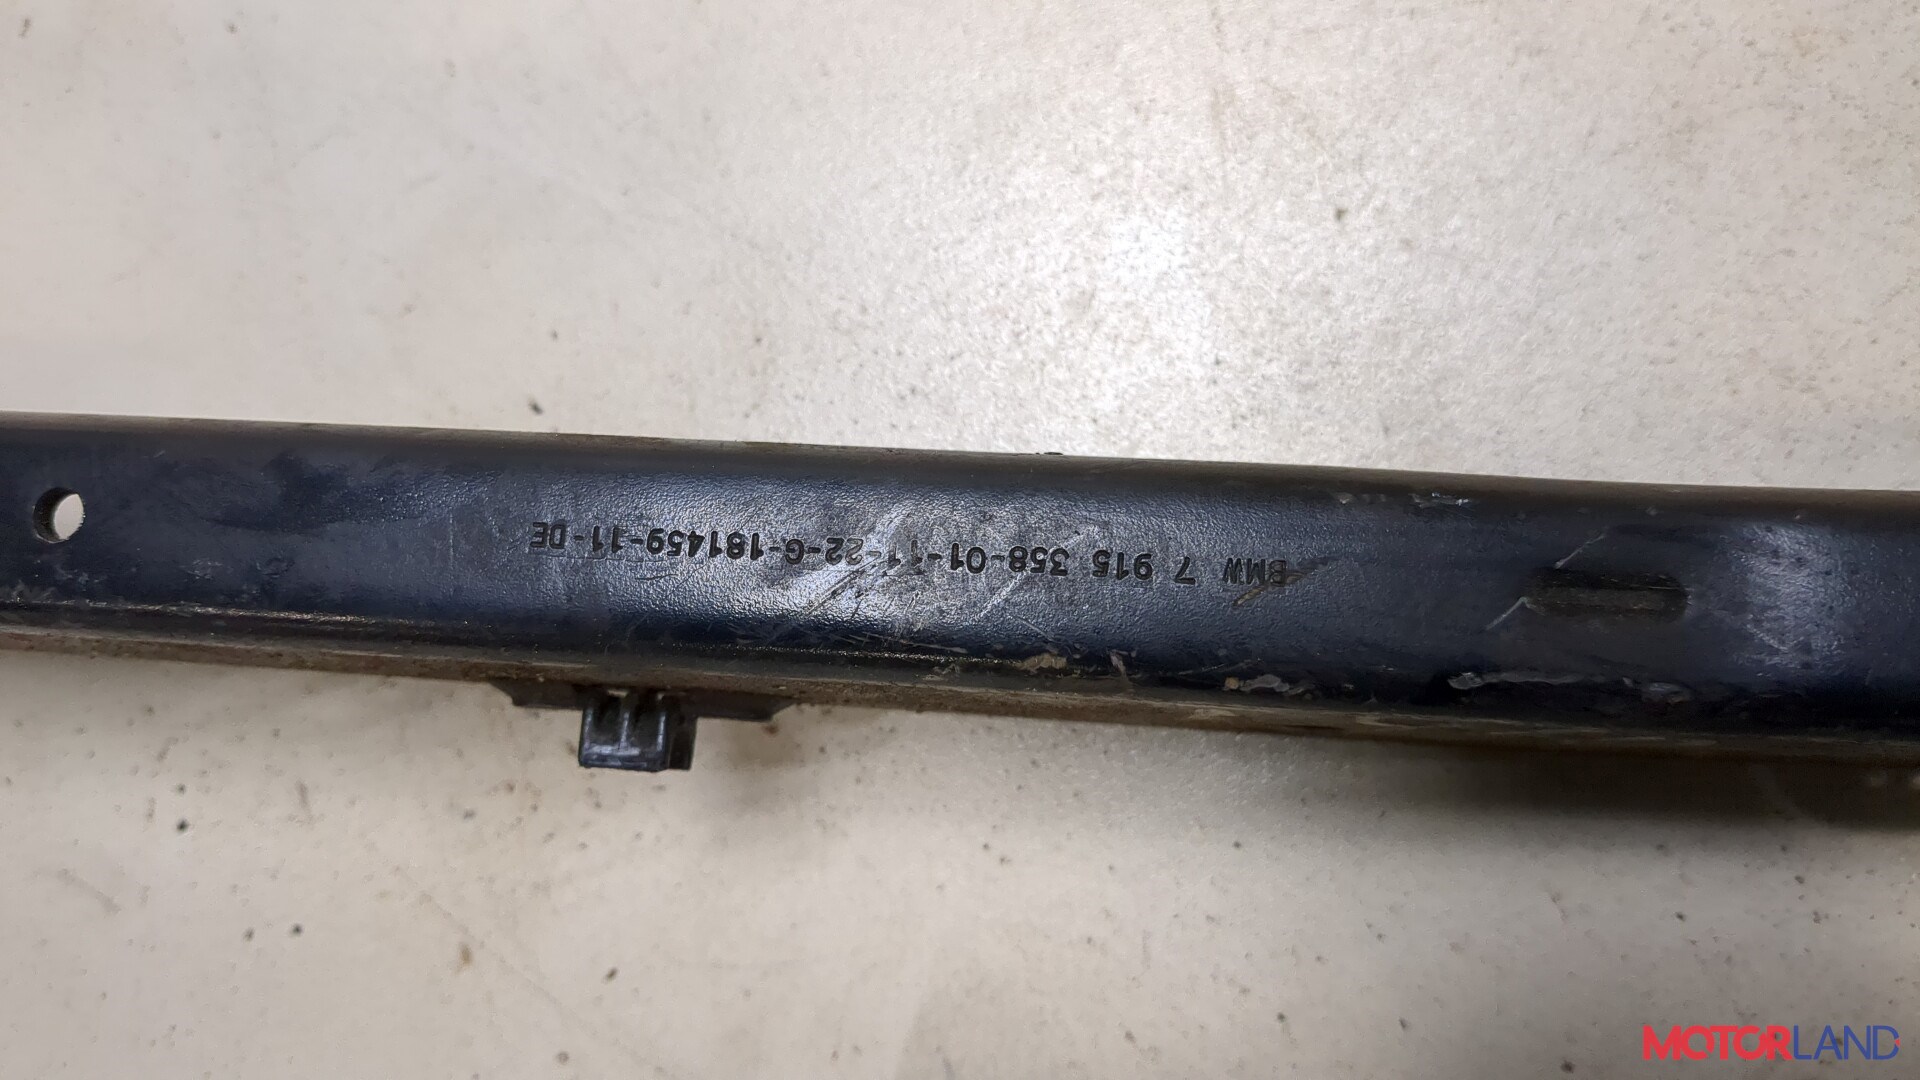 BMW 7 915 358-01-11-22-G-181459-11-DE
MOTORLAND